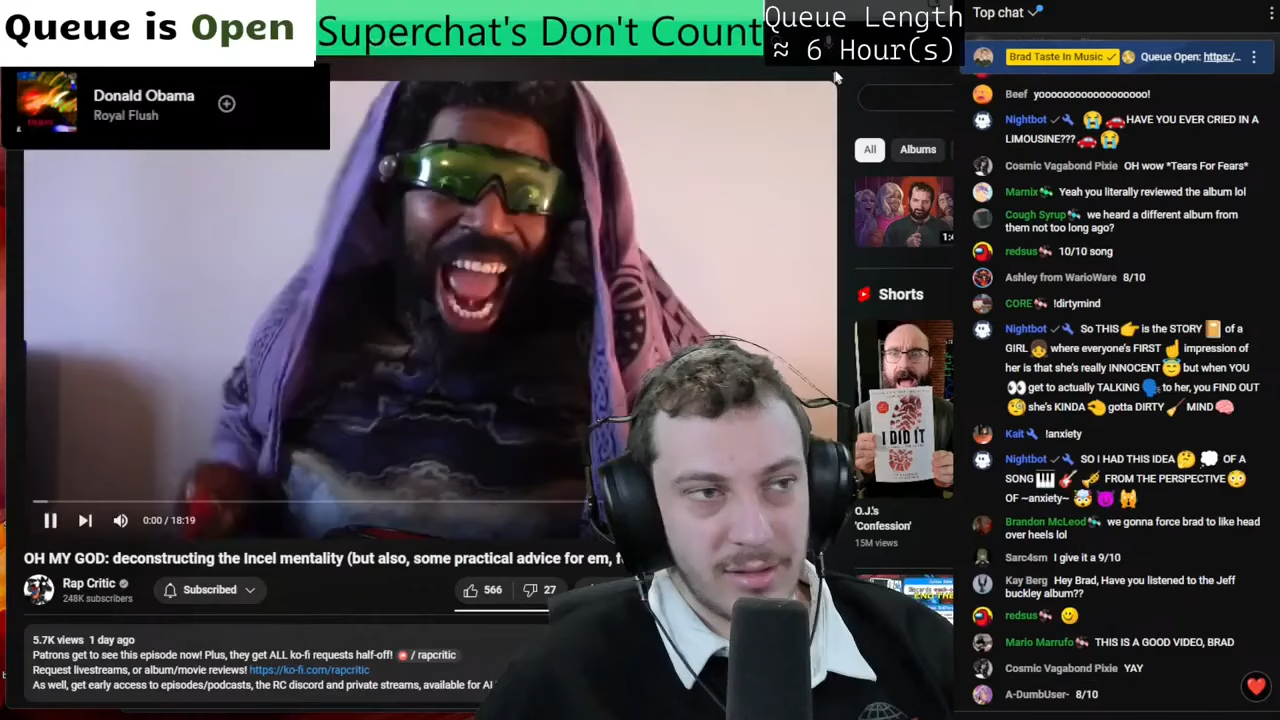 Queue is Open
Superchat's Don't Count
Queue Length
≈ 6 Hour(s)
Donald Obama
Royal Flush
All
Albums
Shorts
I DID IT
O.J.'s
'Confession'
15M views
0:00 / 18:19
OH MY GOD: deconstructing the Incel mentality (but also, some practical advice for em, f
Rap Critic
248K subscribers
Subscribed
566
27
5.7K views 1 day ago
Patrons get to see this episode now! Plus, they get ALL ko-fi requests half-off! / rapcritic
Request livestreams, or album/movie reviews! https://ko-fi.com/rapcritic
As well, get early access to episodes/podcasts, the RC discord and private streams, available for
Top chat
Brad Taste In Music ✓ Queue Open: https:/...
Beef yoooooooooooooooooo!
Nightbot 😭 🚗 HAVE YOU EVER CRIED IN A
LIMOUSINE??? 🚗 😭
Cosmic Vagabond Pixie OH wow *Tears For Fears*
Marnix Yeah you literally reviewed the album lol
Cough Syrup we heard a different album from
them not too long ago?
redsus 10/10 song
Ashley from WarioWare 8/10
CORE !dirtymind
Nightbot So THIS 👉 is the STORY 📔 of a
GIRL 👧 where everyone's FIRST ☝ impression of
her is that she's really INNOCENT 😇 but when YOU
👀 get to actually TALKING 🗣 to her, you FIND OUT
🧐 she's KINDA 🤏 gotta DIRTY 🧹 MIND 🧠
Kait !anxiety
Nightbot SO I HAD THIS IDEA 🤔 💭 OF A
SONG 🎹 🎸 🎺 FROM THE PERSPECTIVE 😳
OF ~anxiety~ 🤯 😈 🙀
Brandon McLeod we gonna force brad to like head
over heels lol
Sarc4sm I give it a 9/10
Kay Berg Hey Brad, Have you listened to the Jeff
buckley album??
redsus 🙂
Mario Marrufo THIS IS A GOOD VIDEO, BRAD
Cosmic Vagabond Pixie YAY
A-DumbUser- 8/10